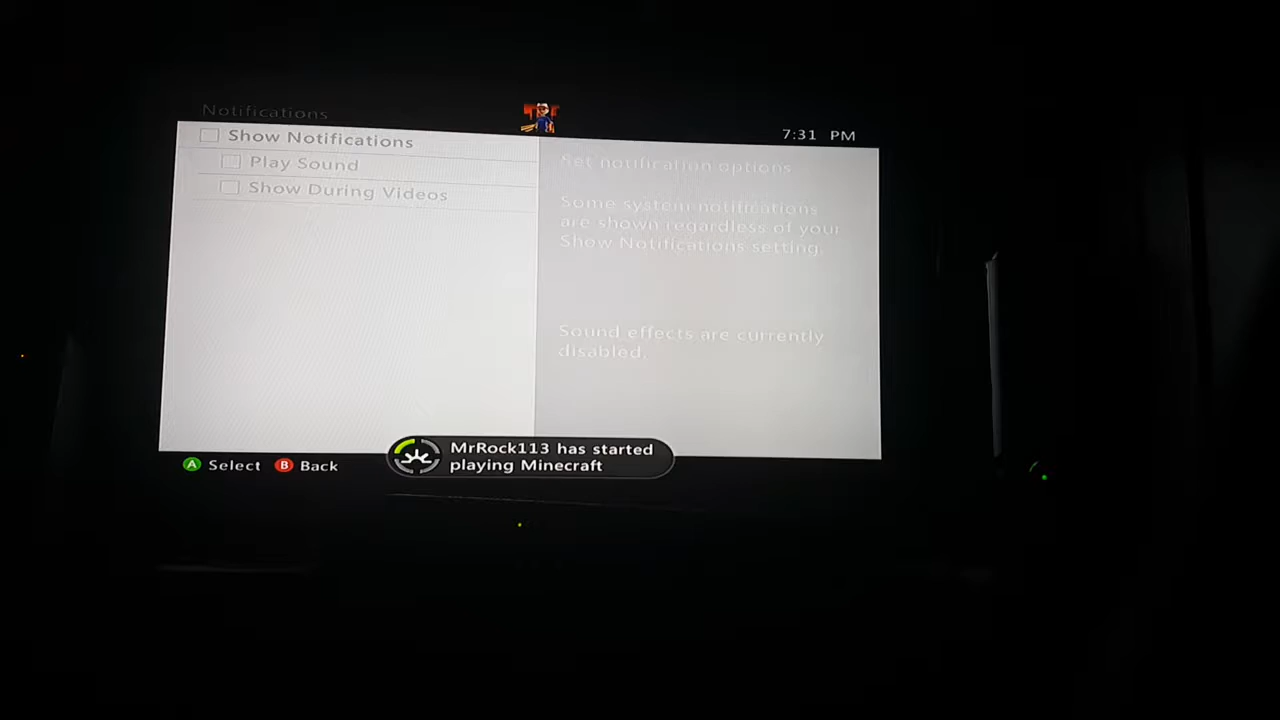 Notifications
7:31 PM
Show Notifications
Play Sound
Show During Videos
Set notification options
Some system notifications
are shown regardless of your
Show Notifications setting.
Sound effects are currently
disabled.
MrRock113 has started
playing Minecraft
A Select B Back